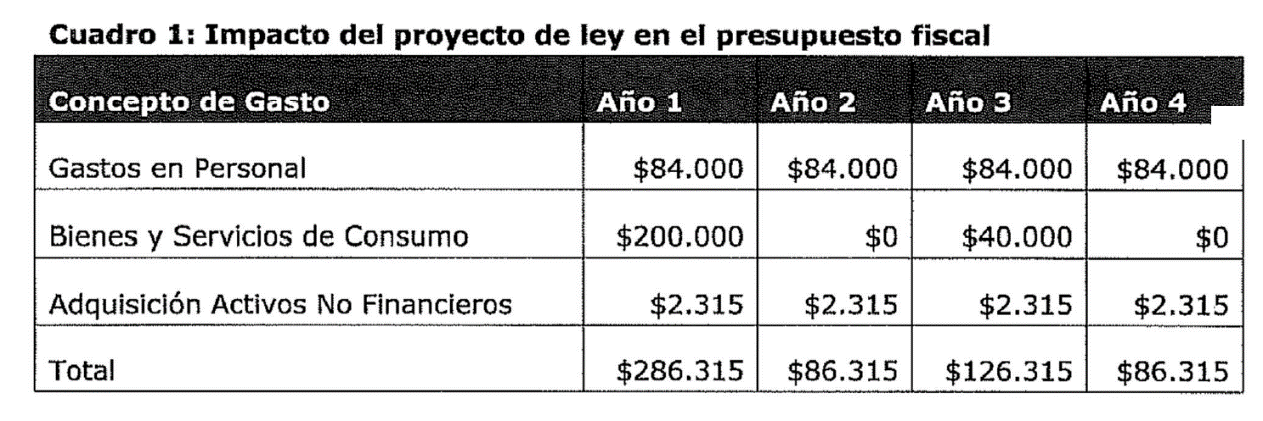 Cuadro 1: Impacto del proyecto de ley en el presupuesto fiscal
Concepto de Gasto Año 1 Año 2 Año 3 Año 4
Gastos en Personal $84.000 $84.000 $84.000 $84.000
Bienes y Servicios de Consumo $200.000 $0 $40.000 $0
Adquisición Activos No Financieros $2.315 $2.315 $2.315 $2.315
Total $286.315 $86.315 $126.315 $86.315